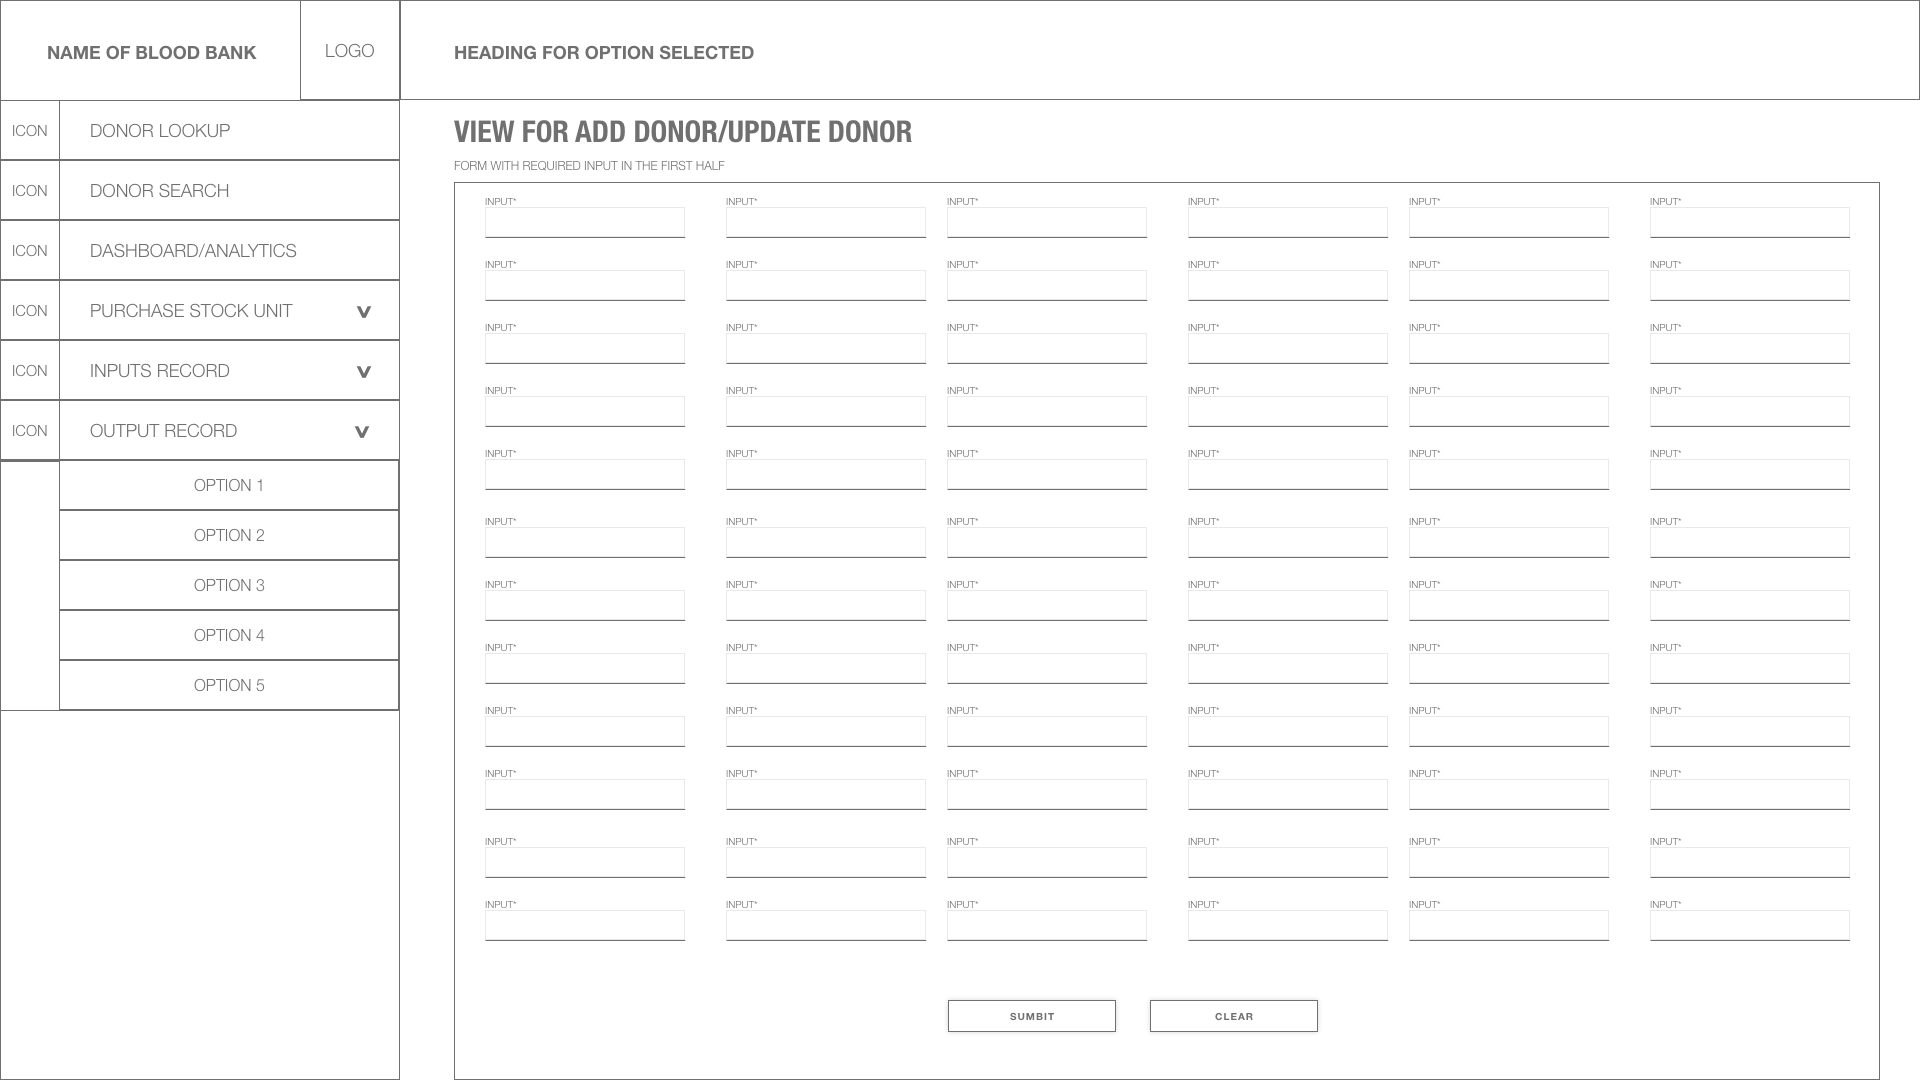 NAME OF BLOOD BANK
LOGO
HEADING FOR OPTION SELECTED
ICON DONOR LOOKUP
ICON DONOR SEARCH
ICON DASHBOARD/ANALYTICS
ICON PURCHASE STOCK UNIT V
ICON INPUTS RECORD V
ICON OUTPUT RECORD V
OPTION 1
OPTION 2
OPTION 3
OPTION 4
OPTION 5
VIEW FOR ADD DONOR/UPDATE DONOR
FORM WITH REQUIRED INPUT IN THE FIRST HALF
INPUT* INPUT* INPUT* INPUT* INPUT* INPUT*
INPUT* INPUT* INPUT* INPUT* INPUT* INPUT*
INPUT* INPUT* INPUT* INPUT* INPUT* INPUT*
INPUT* INPUT* INPUT* INPUT* INPUT* INPUT*
INPUT* INPUT* INPUT* INPUT* INPUT* INPUT*
INPUT* INPUT* INPUT* INPUT* INPUT* INPUT*
INPUT* INPUT* INPUT* INPUT* INPUT* INPUT*
INPUT* INPUT* INPUT* INPUT* INPUT* INPUT*
INPUT* INPUT* INPUT* INPUT* INPUT* INPUT*
INPUT* INPUT* INPUT* INPUT* INPUT* INPUT*
INPUT* INPUT* INPUT* INPUT* INPUT* INPUT*
INPUT* INPUT* INPUT* INPUT* INPUT* INPUT*
SUMBIT CLEAR